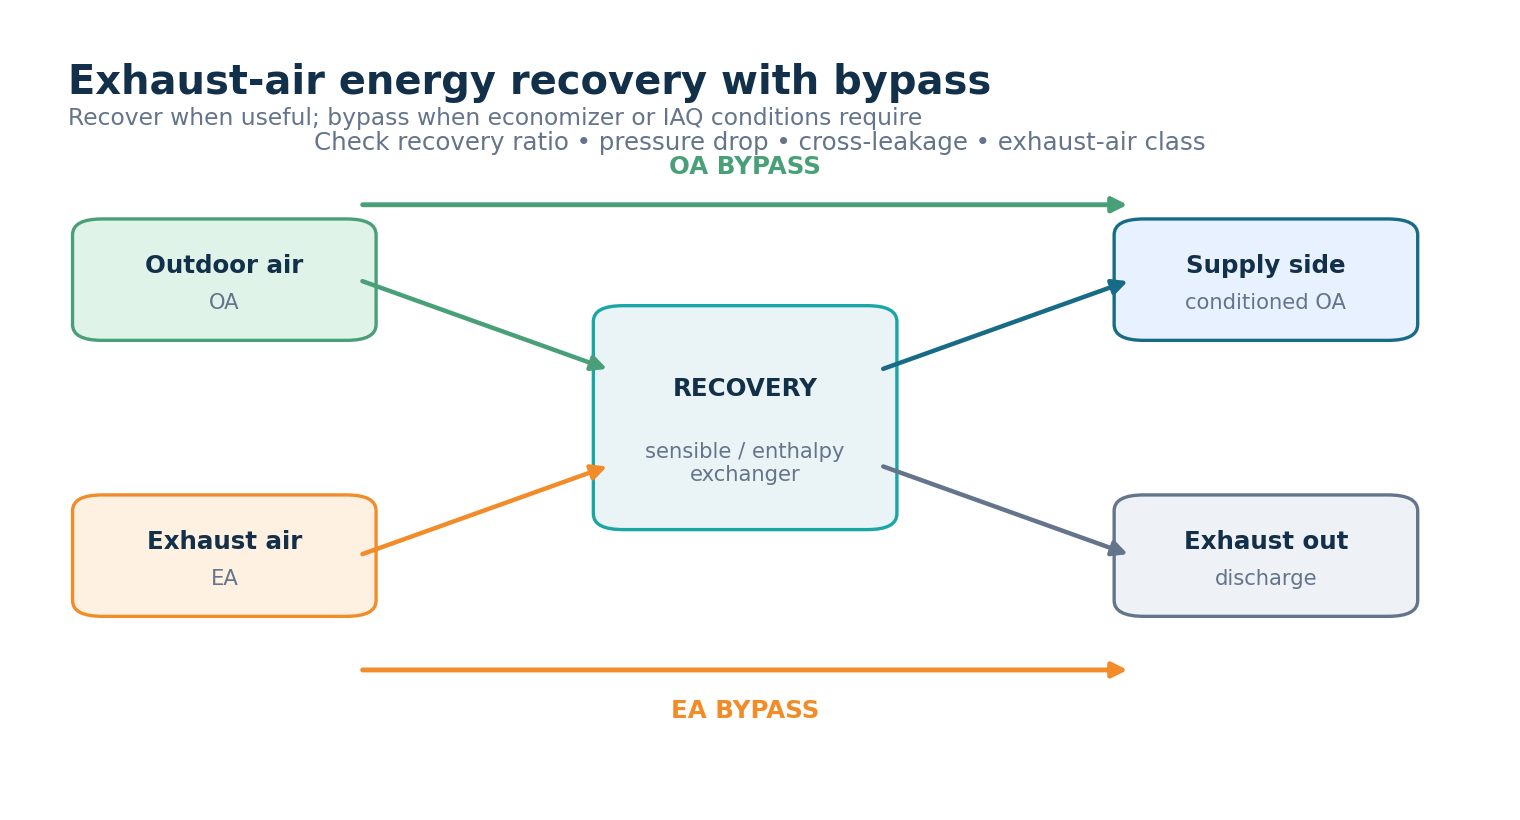 Exhaust-air energy recovery with bypass
Recover when useful; bypass when economizer or IAQ conditions require
Check recovery ratio • pressure drop • cross-leakage • exhaust-air class
OA BYPASS
Outdoor air
OA
Supply side
conditioned OA
RECOVERY
sensible / enthalpy
exchanger
Exhaust air
EA
Exhaust out
discharge
EA BYPASS